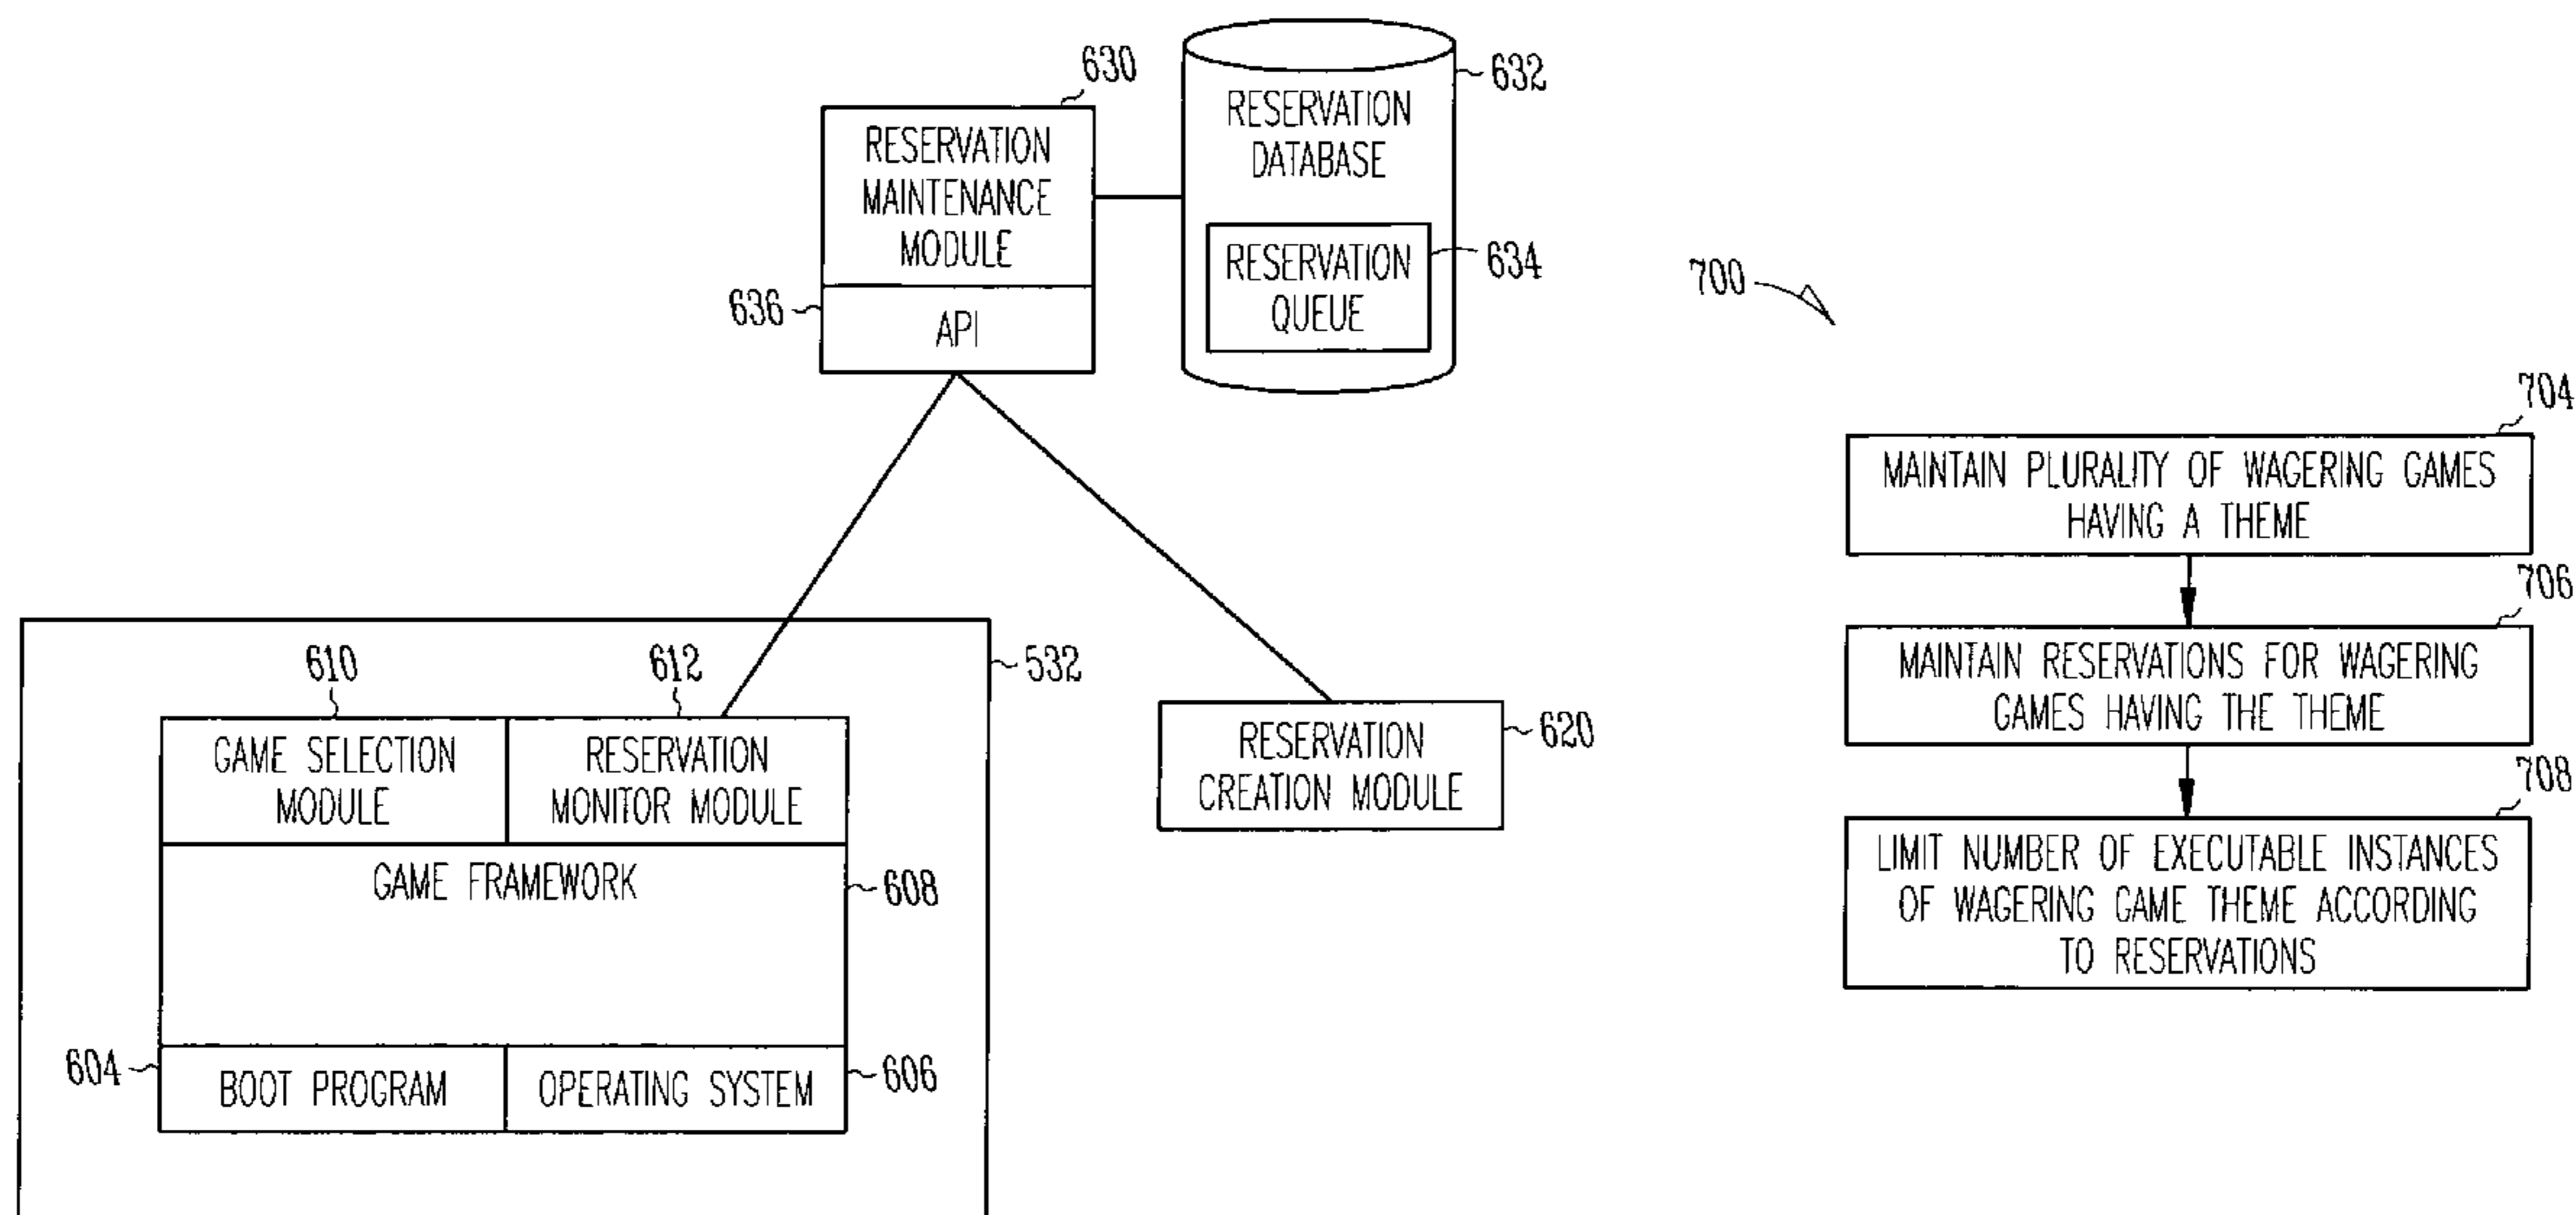 630
RESERVATION
MAINTENANCE
MODULE
636
API
632
RESERVATION
DATABASE
RESERVATION
QUEUE
634
532
610
612
GAME SELECTION
MODULE
RESERVATION
MONITOR MODULE
GAME FRAMEWORK
608
604
BOOT PROGRAM
OPERATING SYSTEM
606
RESERVATION
CREATION MODULE
620
700
704
MAINTAIN PLURALITY OF WAGERING GAMES
HAVING A THEME
706
MAINTAIN RESERVATIONS FOR WAGERING
GAMES HAVING THE THEME
708
LIMIT NUMBER OF EXECUTABLE INSTANCES
OF WAGERING GAME THEME ACCORDING
TO RESERVATIONS